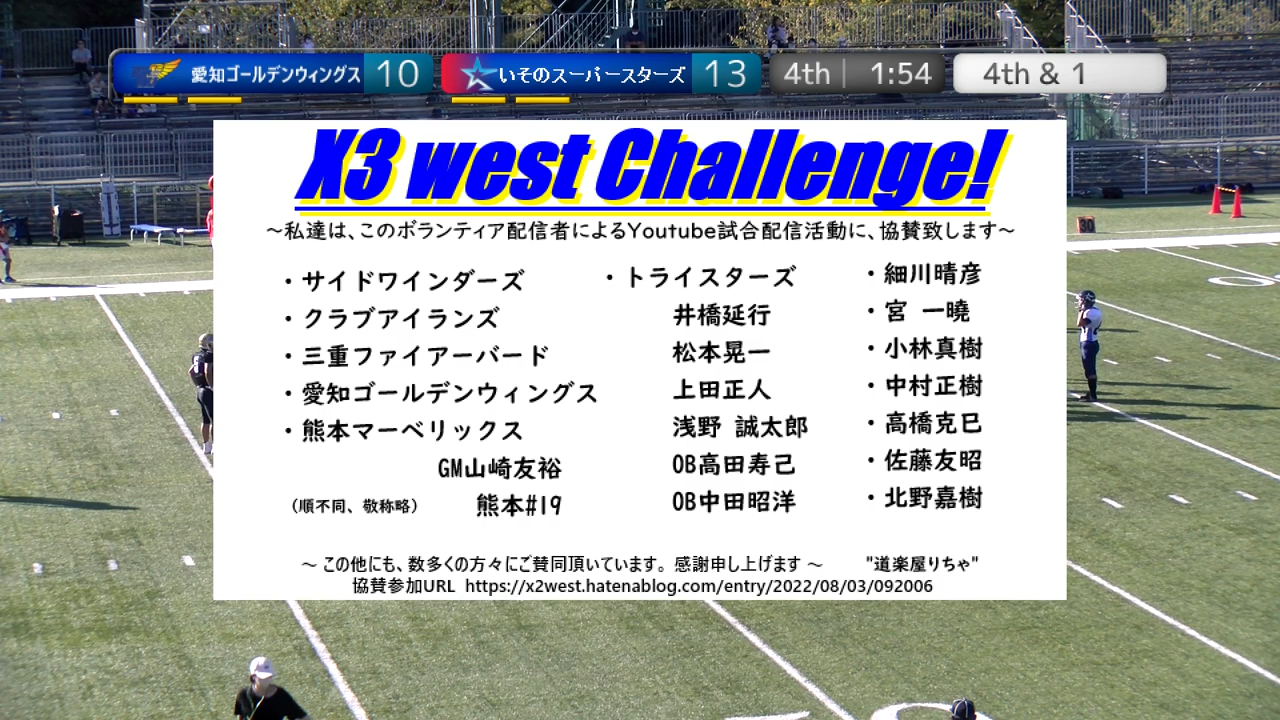 愛知ゴールデンウィングス 10 いそのスーパースターズ 13 4th 1:54 4th & 1
X3 west Challenge!
～私達は、このボランティア配信者によるYoutube試合配信活動に、協賛致します～
・サイドワインダーズ
・クラブアイランズ
・三重ファイアーバード
・愛知ゴールデンウィングス
・熊本マーベリックス
GM山崎友裕
（順不同、敬称略） 熊本#19
・トライスターズ
井橋延行
松本晃一
上田正人
浅野 誠太郎
OB高田寿己
OB中田昭洋
・細川晴彦
・宮 一曉
・小林真樹
・中村正樹
・高橋克巳
・佐藤友昭
・北野嘉樹
～ この他にも、数多くの方々にご賛同頂いています。感謝申し上げます ～ "道楽屋りちゃ"
協賛参加URL https://x2west.hatenablog.com/entry/2022/08/03/092006
30